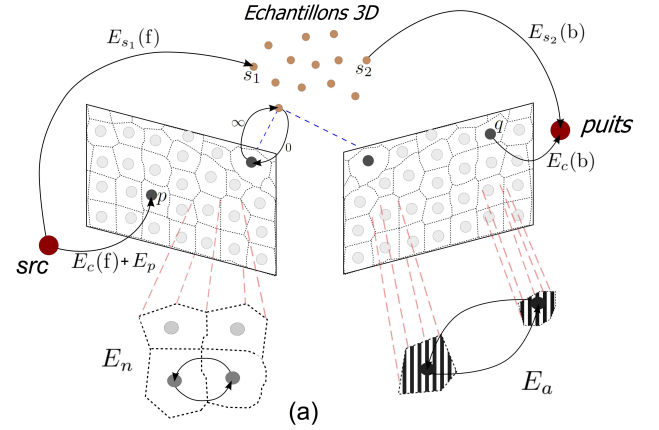 Echantillons 3D
E_{s_1}(f)
E_{s_2}(b)
s_1
s_2
∞
0
q
puits
E_c(b)
p
src
E_c(f)+E_p
E_n
E_a
(a)